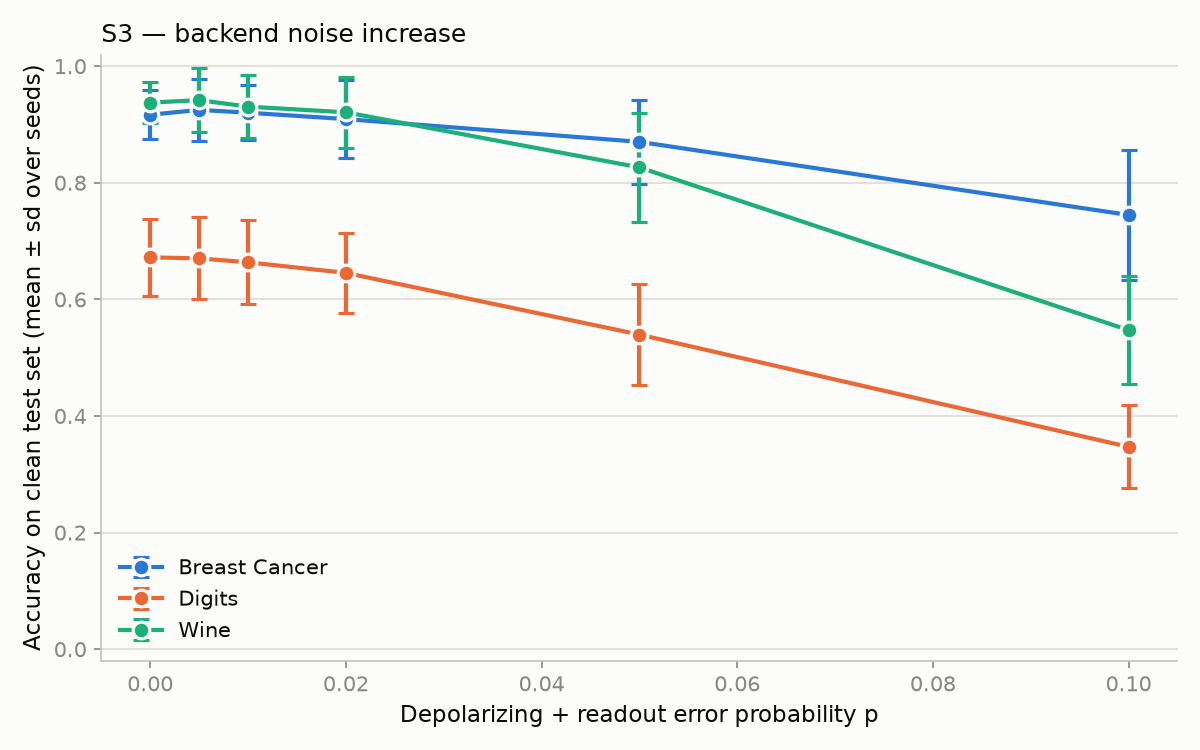 S3 — backend noise increase
Accuracy on clean test set (mean ± sd over seeds)
1.0
0.8
0.6
0.4
0.2
0.0
Breast Cancer
Digits
Wine
0.00 0.02 0.04 0.06 0.08 0.10
Depolarizing + readout error probability p